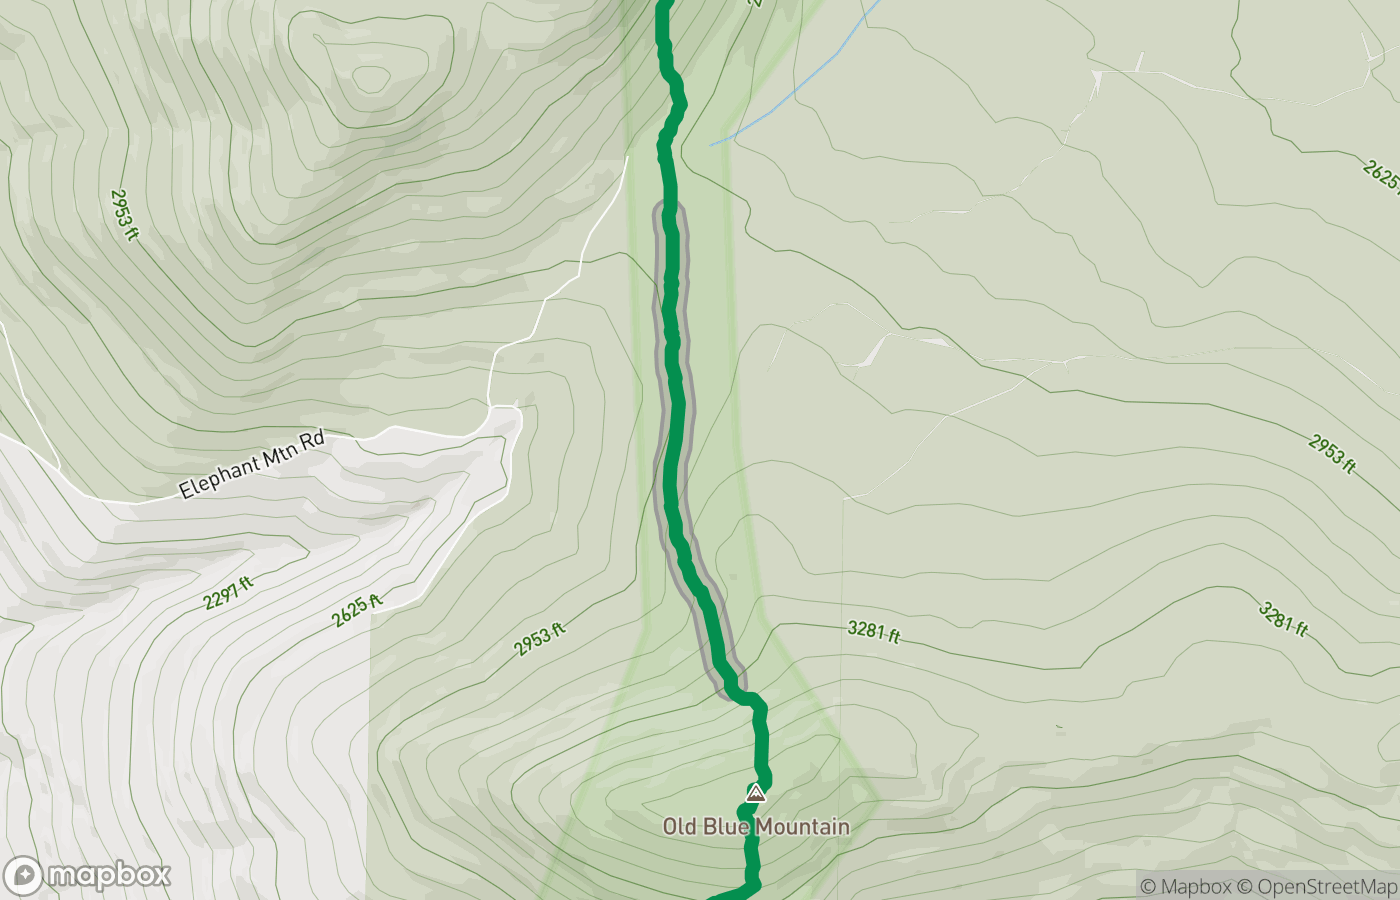 2953 ft
2625
Elephant Mtn Rd
2953 ft
2297 ft
2625 ft
2953 ft
3281 ft
3281 ft
Old Blue Mountain
mapbox
© Mapbox © OpenStreetMap